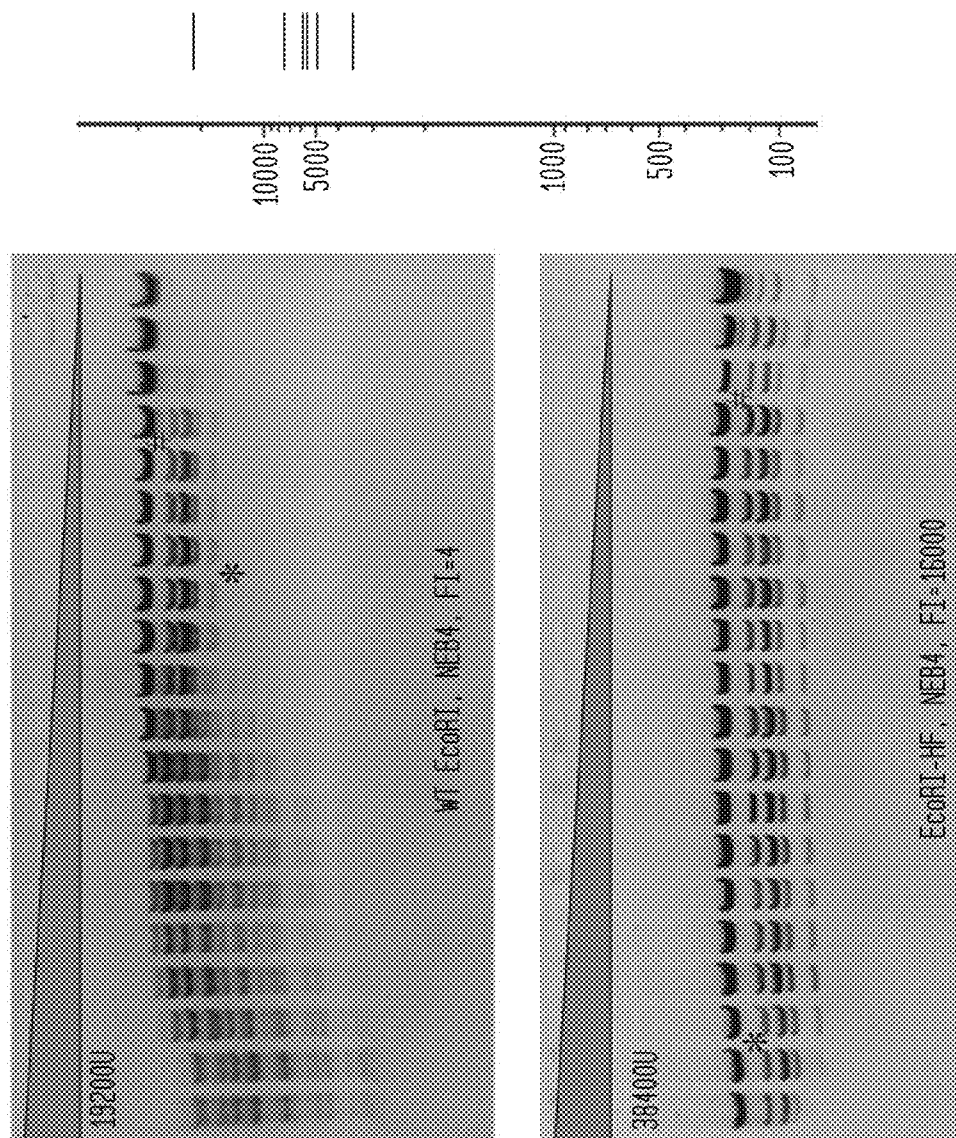 10000
5000
1000
500
100
19200U
#
*
WT EcoRI, NEB4, FI=4
38400U
#
*
EcoRI-HF, NEB4, FI=16000